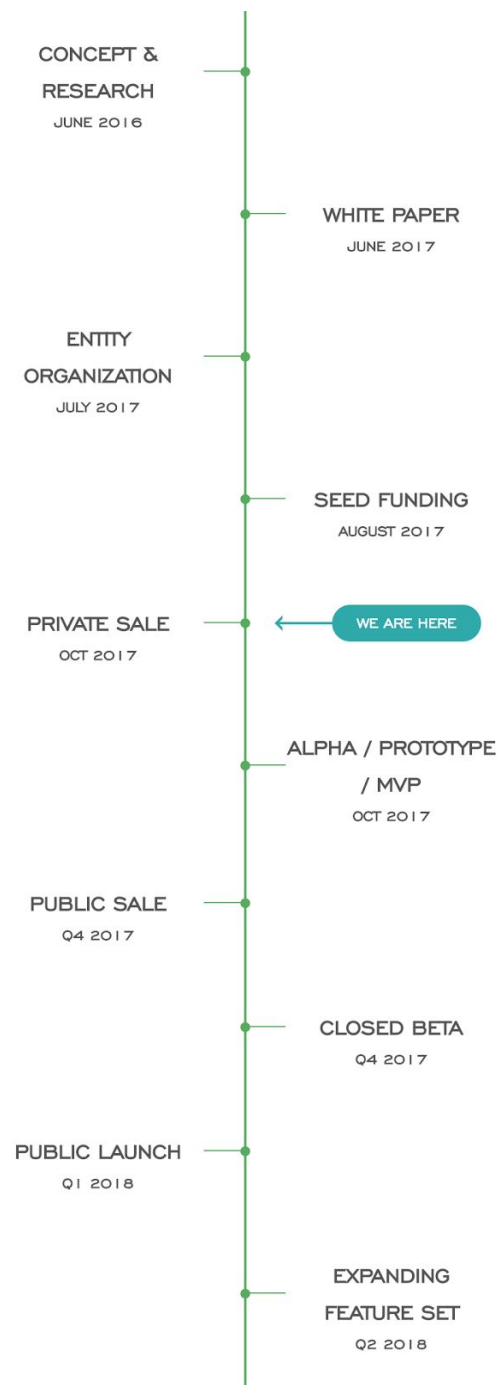 CONCEPT &
RESEARCH
JUNE 2016
WHITE PAPER
JUNE 2017
ENTITY
ORGANIZATION
JULY 2017
SEED FUNDING
AUGUST 2017
PRIVATE SALE
OCT 2017
WE ARE HERE
ALPHA / PROTOTYPE
/ MVP
OCT 2017
PUBLIC SALE
Q4 2017
CLOSED BETA
Q4 2017
PUBLIC LAUNCH
Q1 2018
EXPANDING
FEATURE SET
Q2 2018